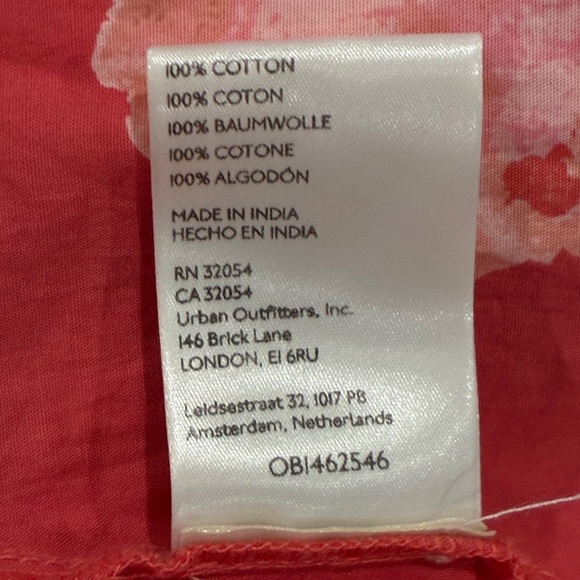 100% COTTON
100% COTON
100% BAUMWOLLE
100% COTONE
100% ALGODÓN
MADE IN INDIA
HECHO EN INDIA
RN 32054
CA 32054
Urban Outfitters, Inc.
146 Brick Lane
LONDON, E1 6RU
Leidsestraat 32, 1017 PB
Amsterdam, Netherlands
OB1462546